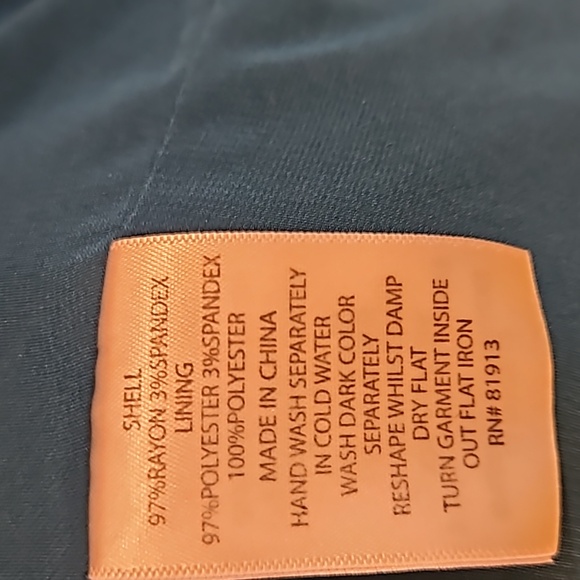 SHELL
97%RAYON 3%SPANDEX
LINING
97%POLYESTER 3%SPANDEX
100%POLYESTER
MADE IN CHINA
HAND WASH SEPARATELY
IN COLD WATER
WASH DARK COLOR
SEPARATELY
RESHAPE WHILST DAMP
DRY FLAT
TURN GARMENT INSIDE
OUT FLAT IRON
RN# 81913